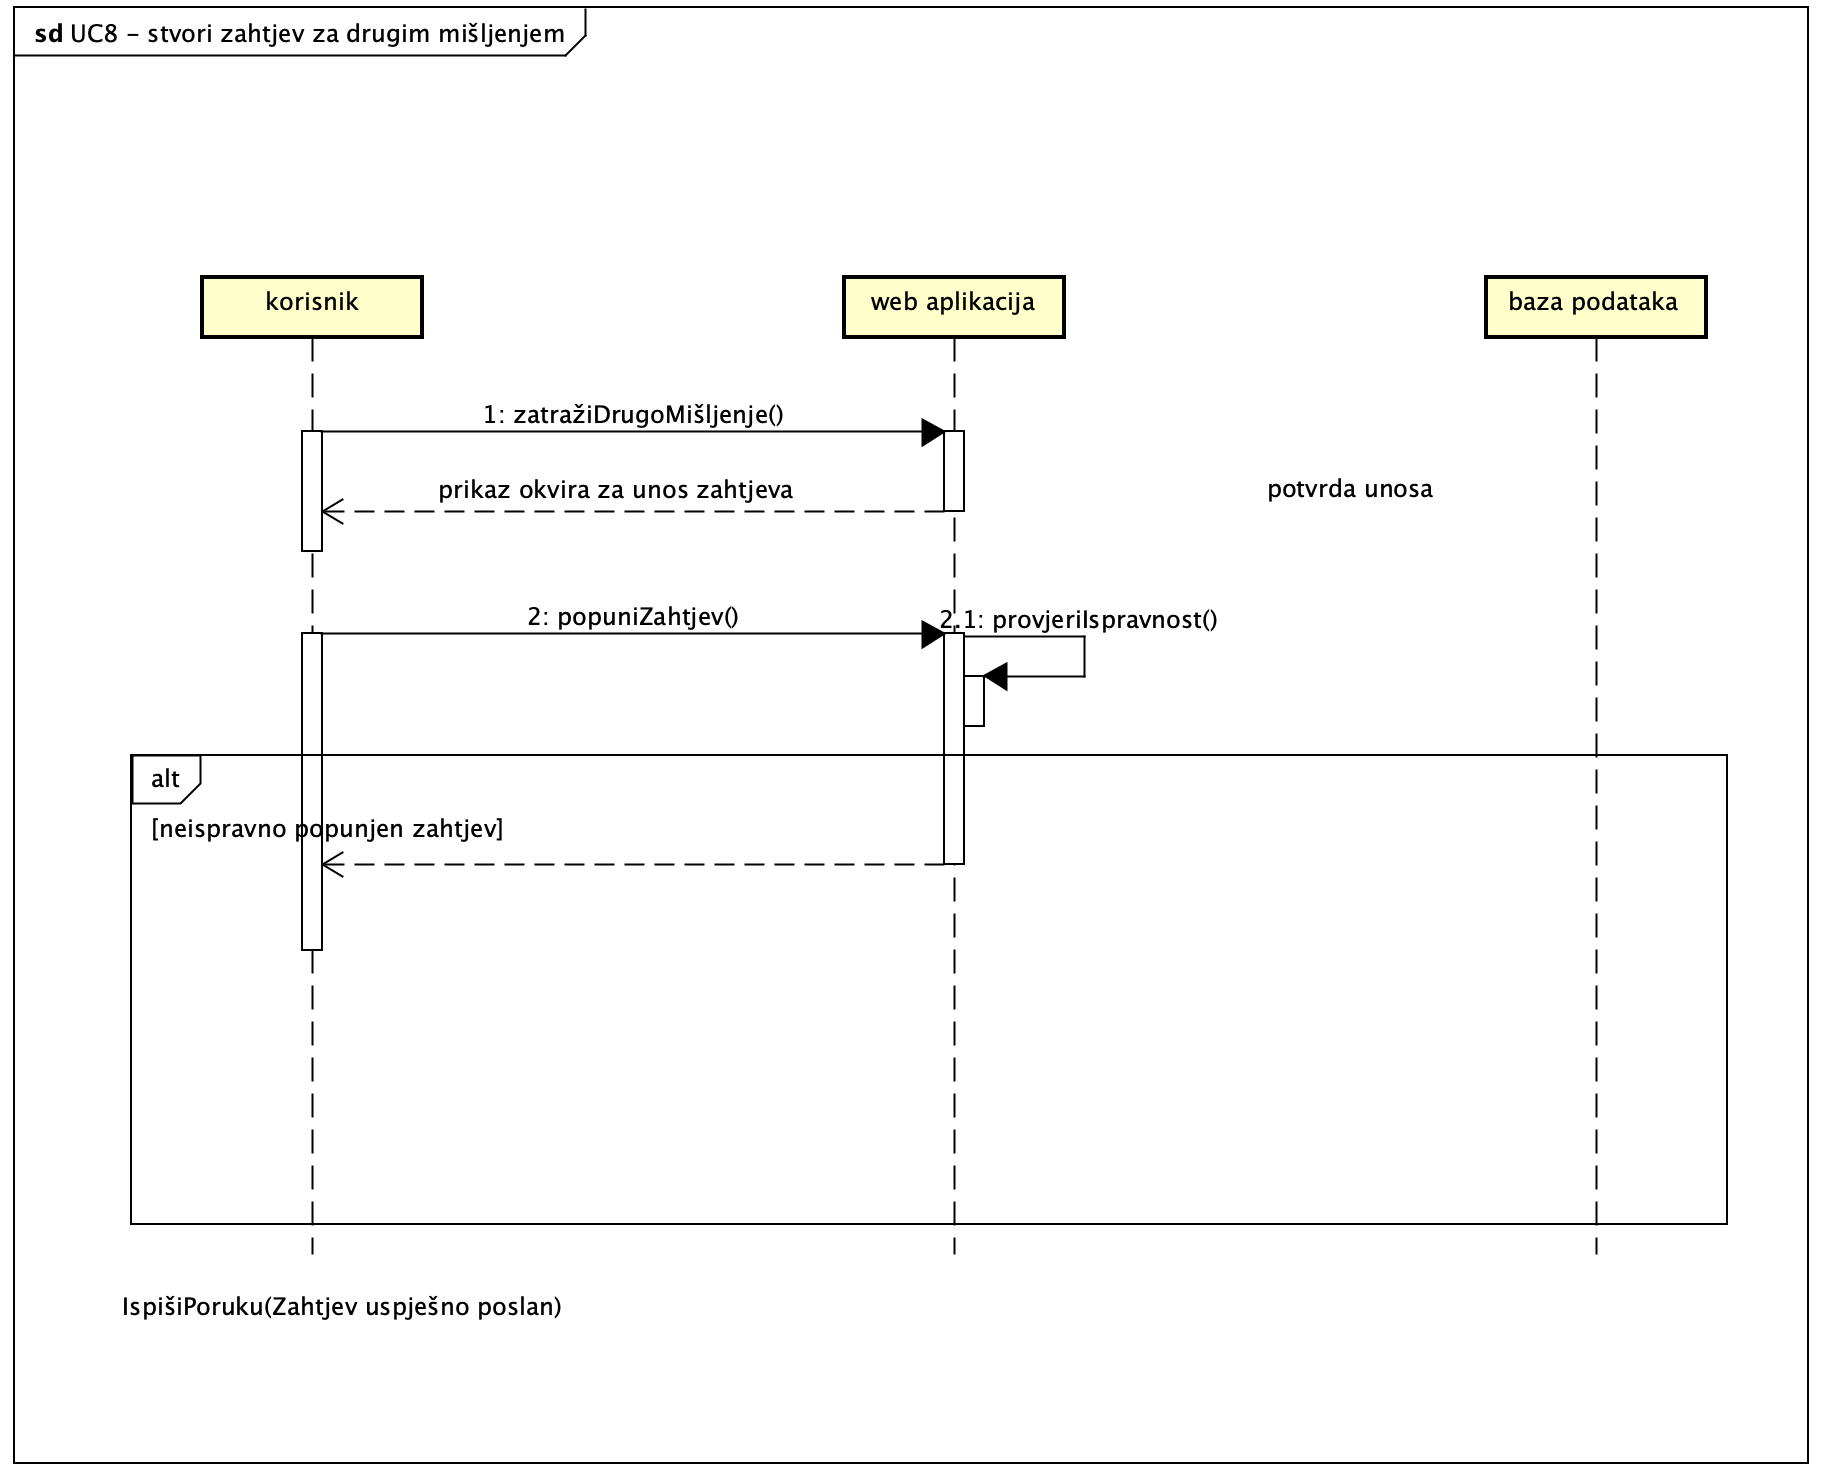 sd UC8 – stvori zahtjev za drugim mišljenjem
korisnik
web aplikacija
baza podataka
1: zatražiDrugoMišljenje()
prikaz okvira za unos zahtjeva
potvrda unosa
2: popuniZahtjev()
2.1: provjeriIspravnost()
alt
[neispravno popunjen zahtjev]
IspišiPoruku(Zahtjev uspješno poslan)